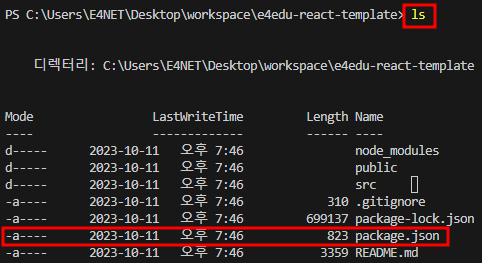 PS C:\Users\E4NET\Desktop\workspace\e4edu-react-template> ls
디렉터리: C:\Users\E4NET\Desktop\workspace\e4edu-react-template
Mode                 LastWriteTime         Length Name
----                 -------------         ------ ----
d-----        2023-10-11   오후 7:46                node_modules
d-----        2023-10-11   오후 7:46                public
d-----        2023-10-11   오후 7:46                src
-a----        2023-10-11   오후 7:46            310 .gitignore
-a----        2023-10-11   오후 7:46         699137 package-lock.json
-a----        2023-10-11   오후 7:46            823 package.json
-a----        2023-10-11   오후 7:46           3359 README.md